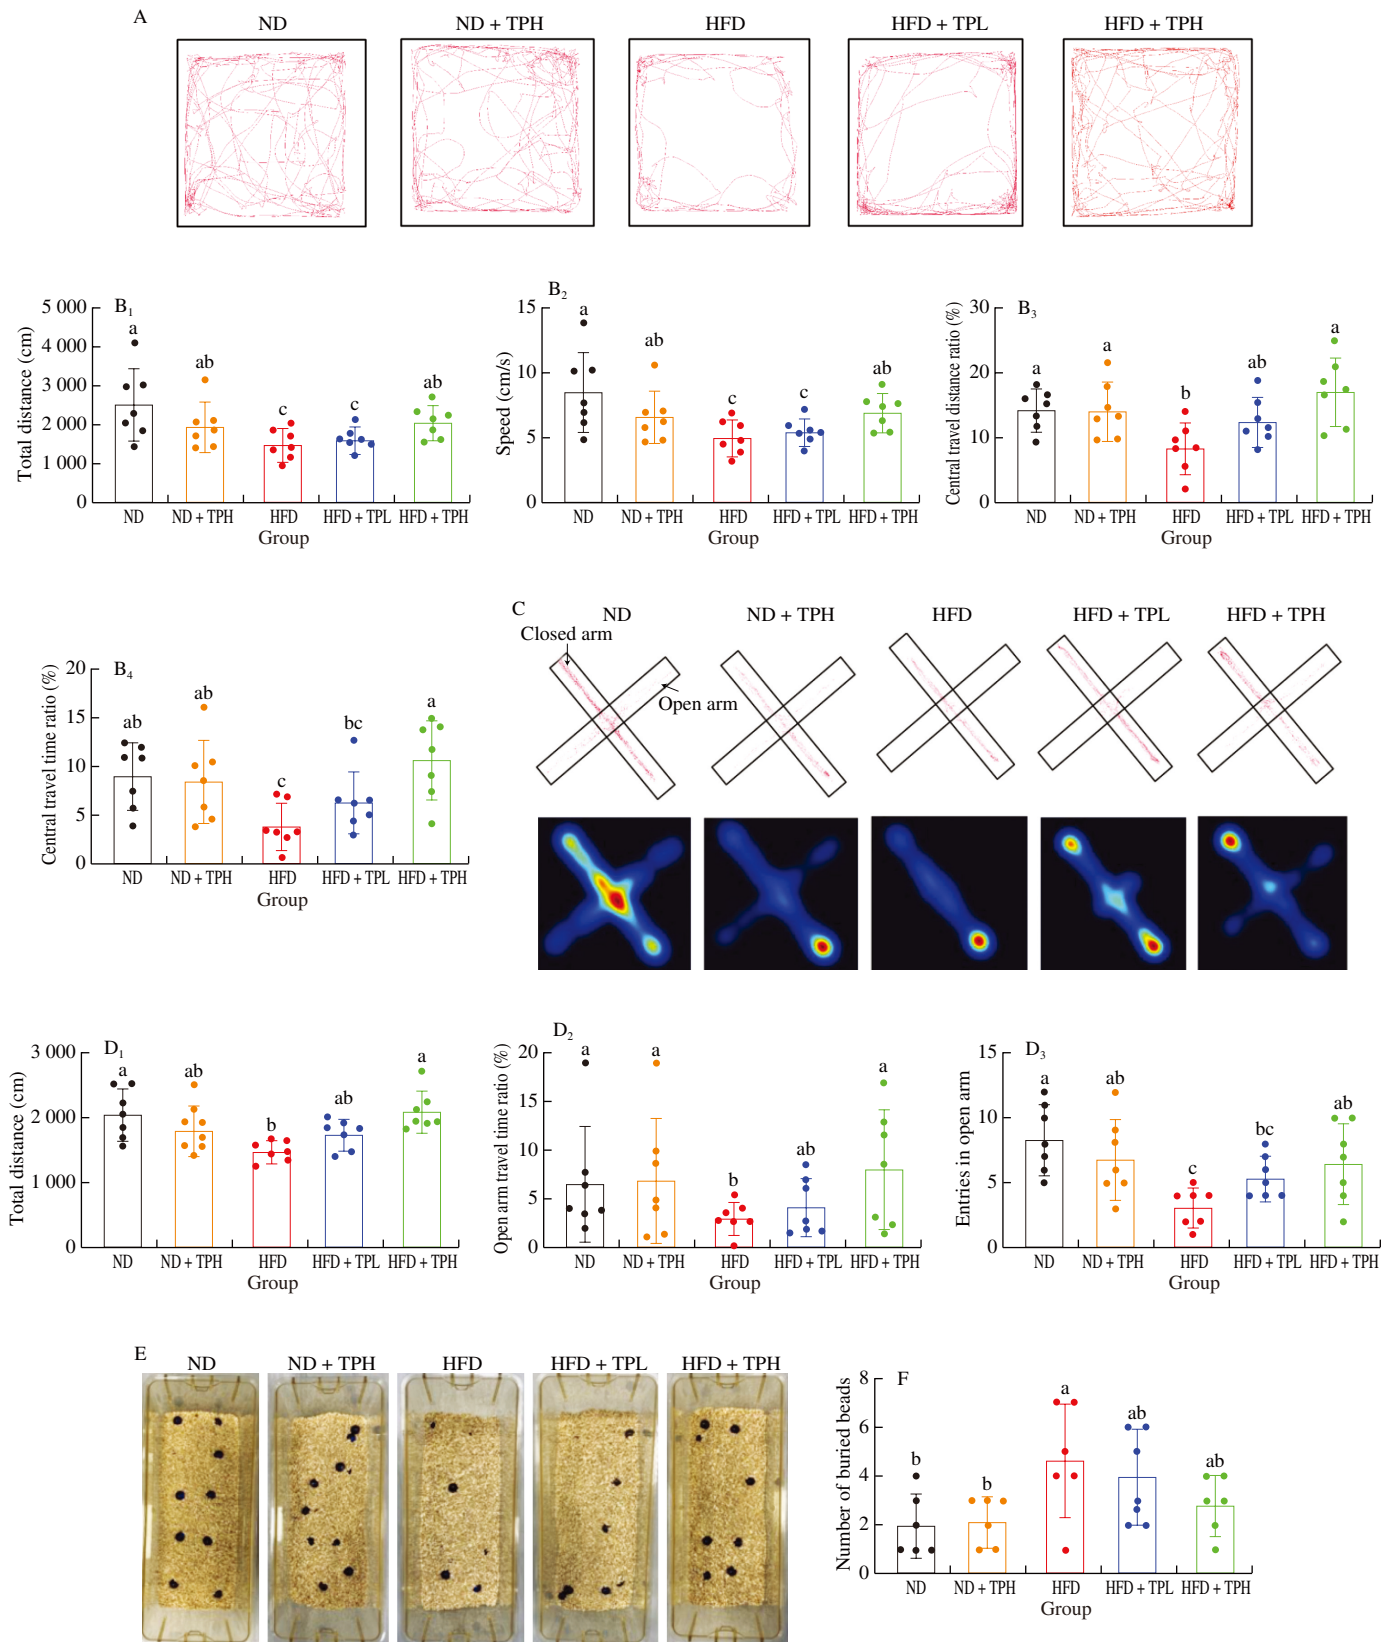 A
ND ND + TPH HFD HFD + TPL HFD + TPH
B1
Total distance (cm)
5 000
4 000
3 000
2 000
1 000
0
a ab c c ab
ND ND + TPH HFD HFD + TPL HFD + TPH
Group
B2
Speed (cm/s)
15
10
5
0
a ab c c ab
ND ND + TPH HFD HFD + TPL HFD + TPH
Group
B3
Central travel distance ratio (%)
30
20
10
0
a a b ab a
ND ND + TPH HFD HFD + TPL HFD + TPH
Group
B4
Central travel time ratio (%)
20
15
10
5
0
ab ab c bc a
ND ND + TPH HFD HFD + TPL HFD + TPH
Group
C
ND ND + TPH HFD HFD + TPL HFD + TPH
Closed arm
Open arm
D1
Total distance (cm)
3 000
2 000
1 000
0
a ab b ab a
ND ND + TPH HFD HFD + TPL HFD + TPH
Group
D2
Open arm travel time ratio (%)
20
15
10
5
0
a a b ab a
ND ND + TPH HFD HFD + TPL HFD + TPH
Group
D3
Entries in open arm
15
10
5
0
a ab c bc ab
ND ND + TPH HFD HFD + TPL HFD + TPH
Group
E
ND ND + TPH HFD HFD + TPL HFD + TPH
F
Number of buried beads
8
6
4
2
0
b b a ab ab
ND ND + TPH HFD HFD + TPL HFD + TPH
Group